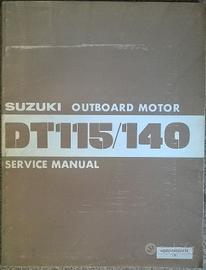 SUZUKI OUTBOARD MOTOR
DT115/140
SERVICE MANUAL